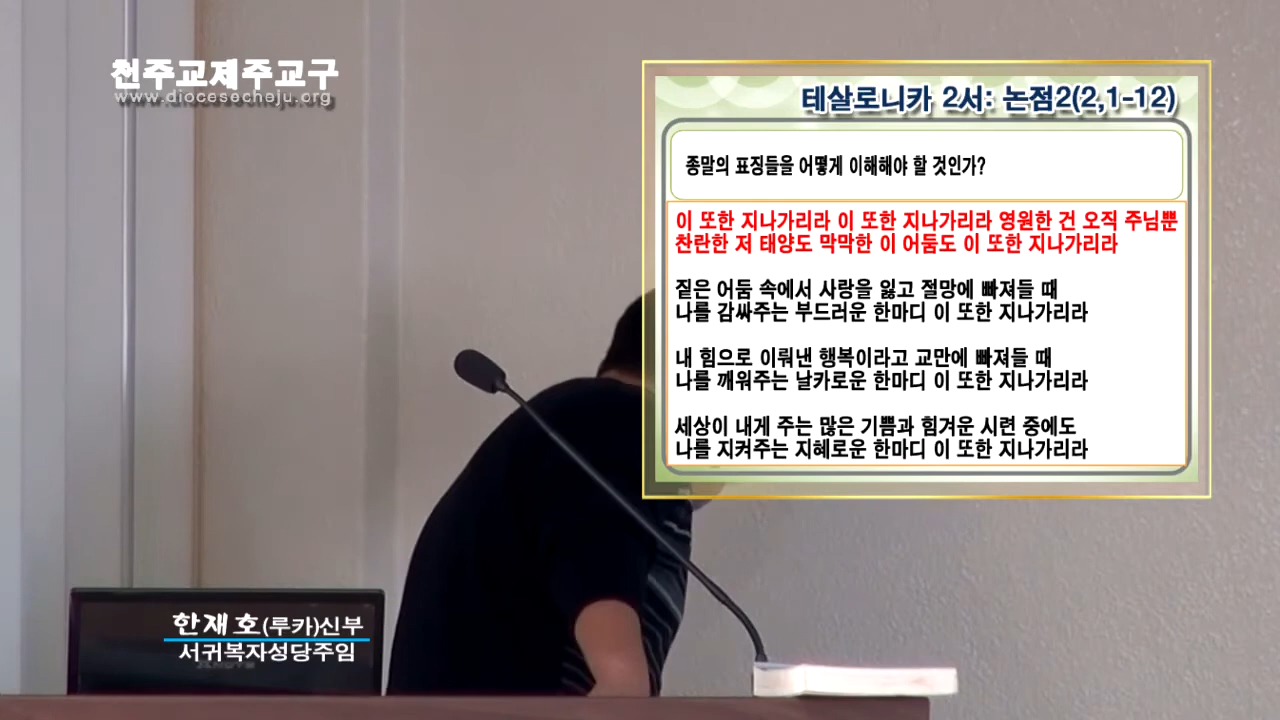 천주교제주교구
www.diocesecheju.org
테살로니카 2서: 논점2(2,1-12)
종말의 표징들을 어떻게 이해해야 할 것인가?
이 또한 지나가리라 이 또한 지나가리라 영원한 건 오직 주님뿐
찬란한 저 태양도 막막한 이 어둠도 이 또한 지나가리라
짙은 어둠 속에서 사랑을 잃고 절망에 빠져들 때
나를 감싸주는 부드러운 한마디 이 또한 지나가리라
내 힘으로 이뤄낸 행복이라고 교만에 빠져들 때
나를 깨워주는 날카로운 한마디 이 또한 지나가리라
세상이 내게 주는 많은 기쁨과 힘겨운 시련 중에도
나를 지켜주는 지혜로운 한마디 이 또한 지나가리라
한재호(루카)신부
서귀복자성당주임